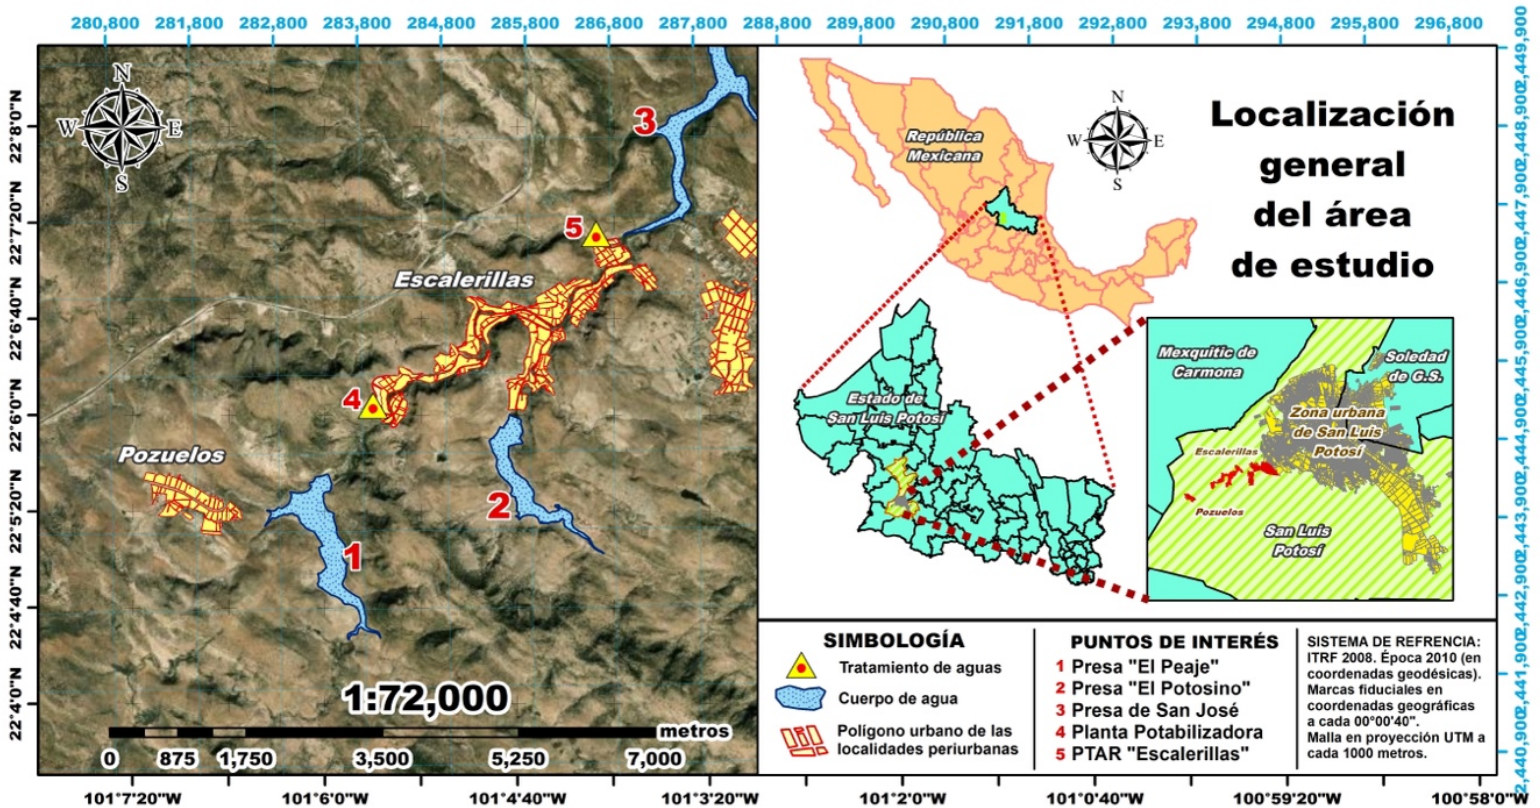 280,800 281,800 282,800 283,800 284,800 285,800 286,800 287,800 288,800 289,800 290,800 291,800 292,800 293,800 294,800 295,800 296,800
N
W E
S
3
5
Escalerillas
4
Pozuelos
2
1
1:72,000
metros
0 875 1,750 3,500 5,250 7,000
22°8'0"N
22°7'20"N
22°6'40"N
22°6'0"N
22°5'20"N
22°4'40"N
22°4'0"N
República
Mexicana
N
W E
S
Localización
general
del área
de estudio
Estado de
San Luis Potosí
Mexquitic de
Carmona
Soledad
de G.S.
Zona urbana
de San Luis
Potosí
Escalerillas
Pozuelos
San Luis
Potosí
2,449,900
2,448,900
2,447,900
2,446,900
2,445,900
2,444,900
2,443,900
2,442,900
2,441,900
2,440,900
SIMBOLOGÍA
Tratamiento de aguas
Cuerpo de agua
Polígono urbano de las
localidades periurbanas
PUNTOS DE INTERÉS
1 Presa "El Peaje"
2 Presa "El Potosino"
3 Presa de San José
4 Planta Potabilizadora
5 PTAR "Escalerillas"
SISTEMA DE REFRENCIA:
ITRF 2008. Época 2010 (en
coordenadas geodésicas).
Marcas fiduciales en
coordenadas geográficas
a cada 00°00'40".
Malla en proyección UTM a
cada 1000 metros.
101°7'20"W 101°6'0"W 101°4'40"W 101°3'20"W 101°2'0"W 101°0'40"W 100°59'20"W 100°58'0"W